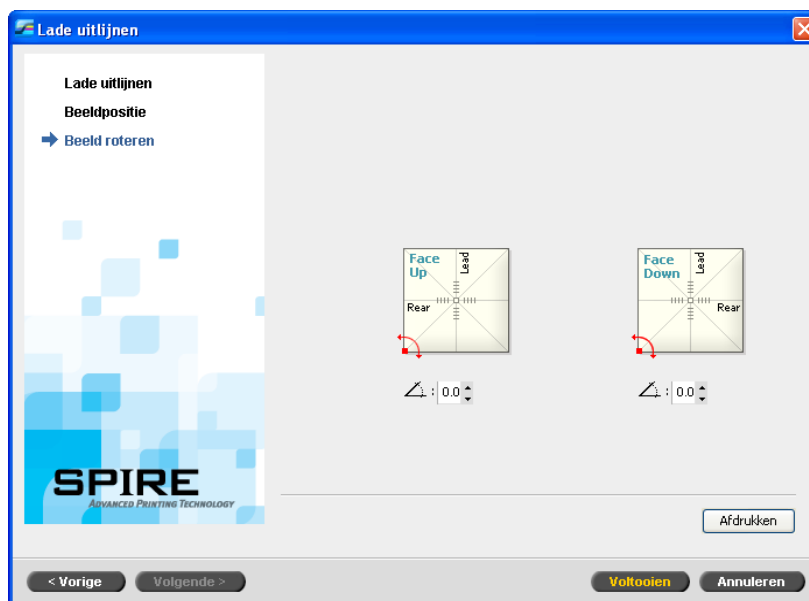 Lade uitlijnen
Lade uitlijnen
Beeldpositie
Beeld roteren
Face Up
Lead
Rear
Face Down
Lead
Rear
: 0.0
: 0.0
SPIRE
ADVANCED PRINTING TECHNOLOGY
Afdrukken
< Vorige
Volgende >
Voltooien
Annuleren